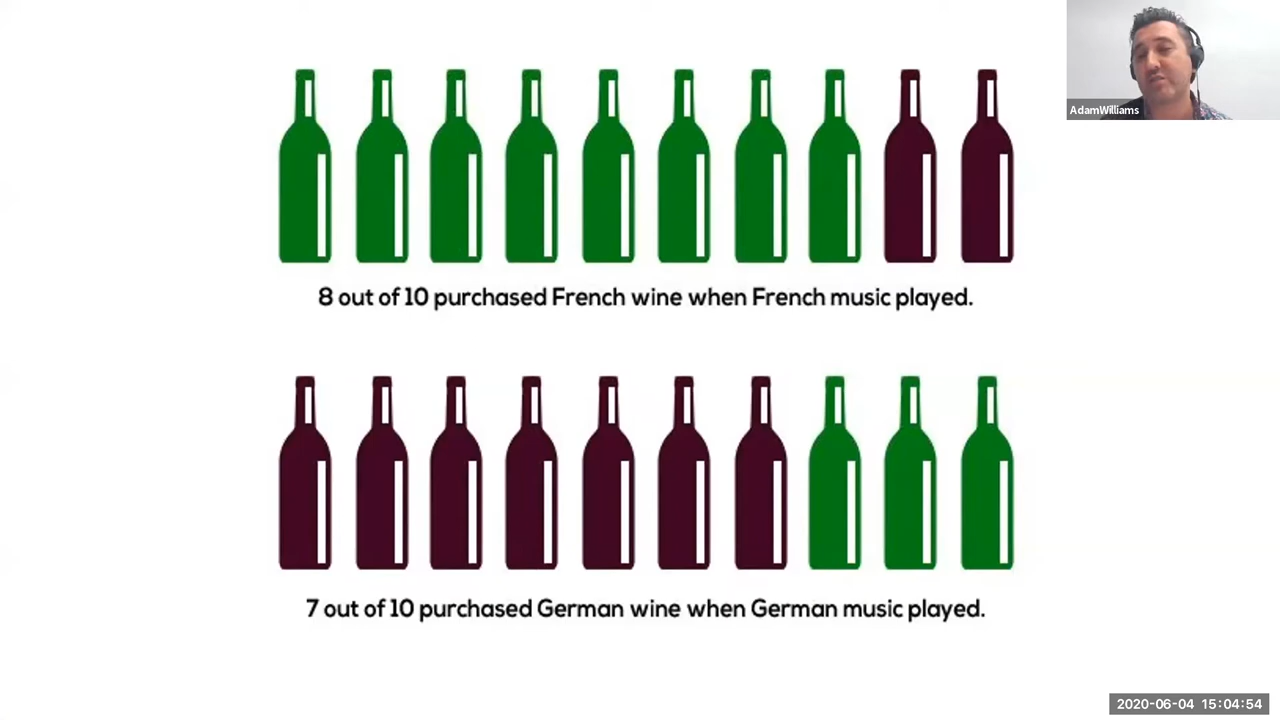 AdamWilliams
8 out of 10 purchased French wine when French music played.
7 out of 10 purchased German wine when German music played.
2020-06-04 15:04:54